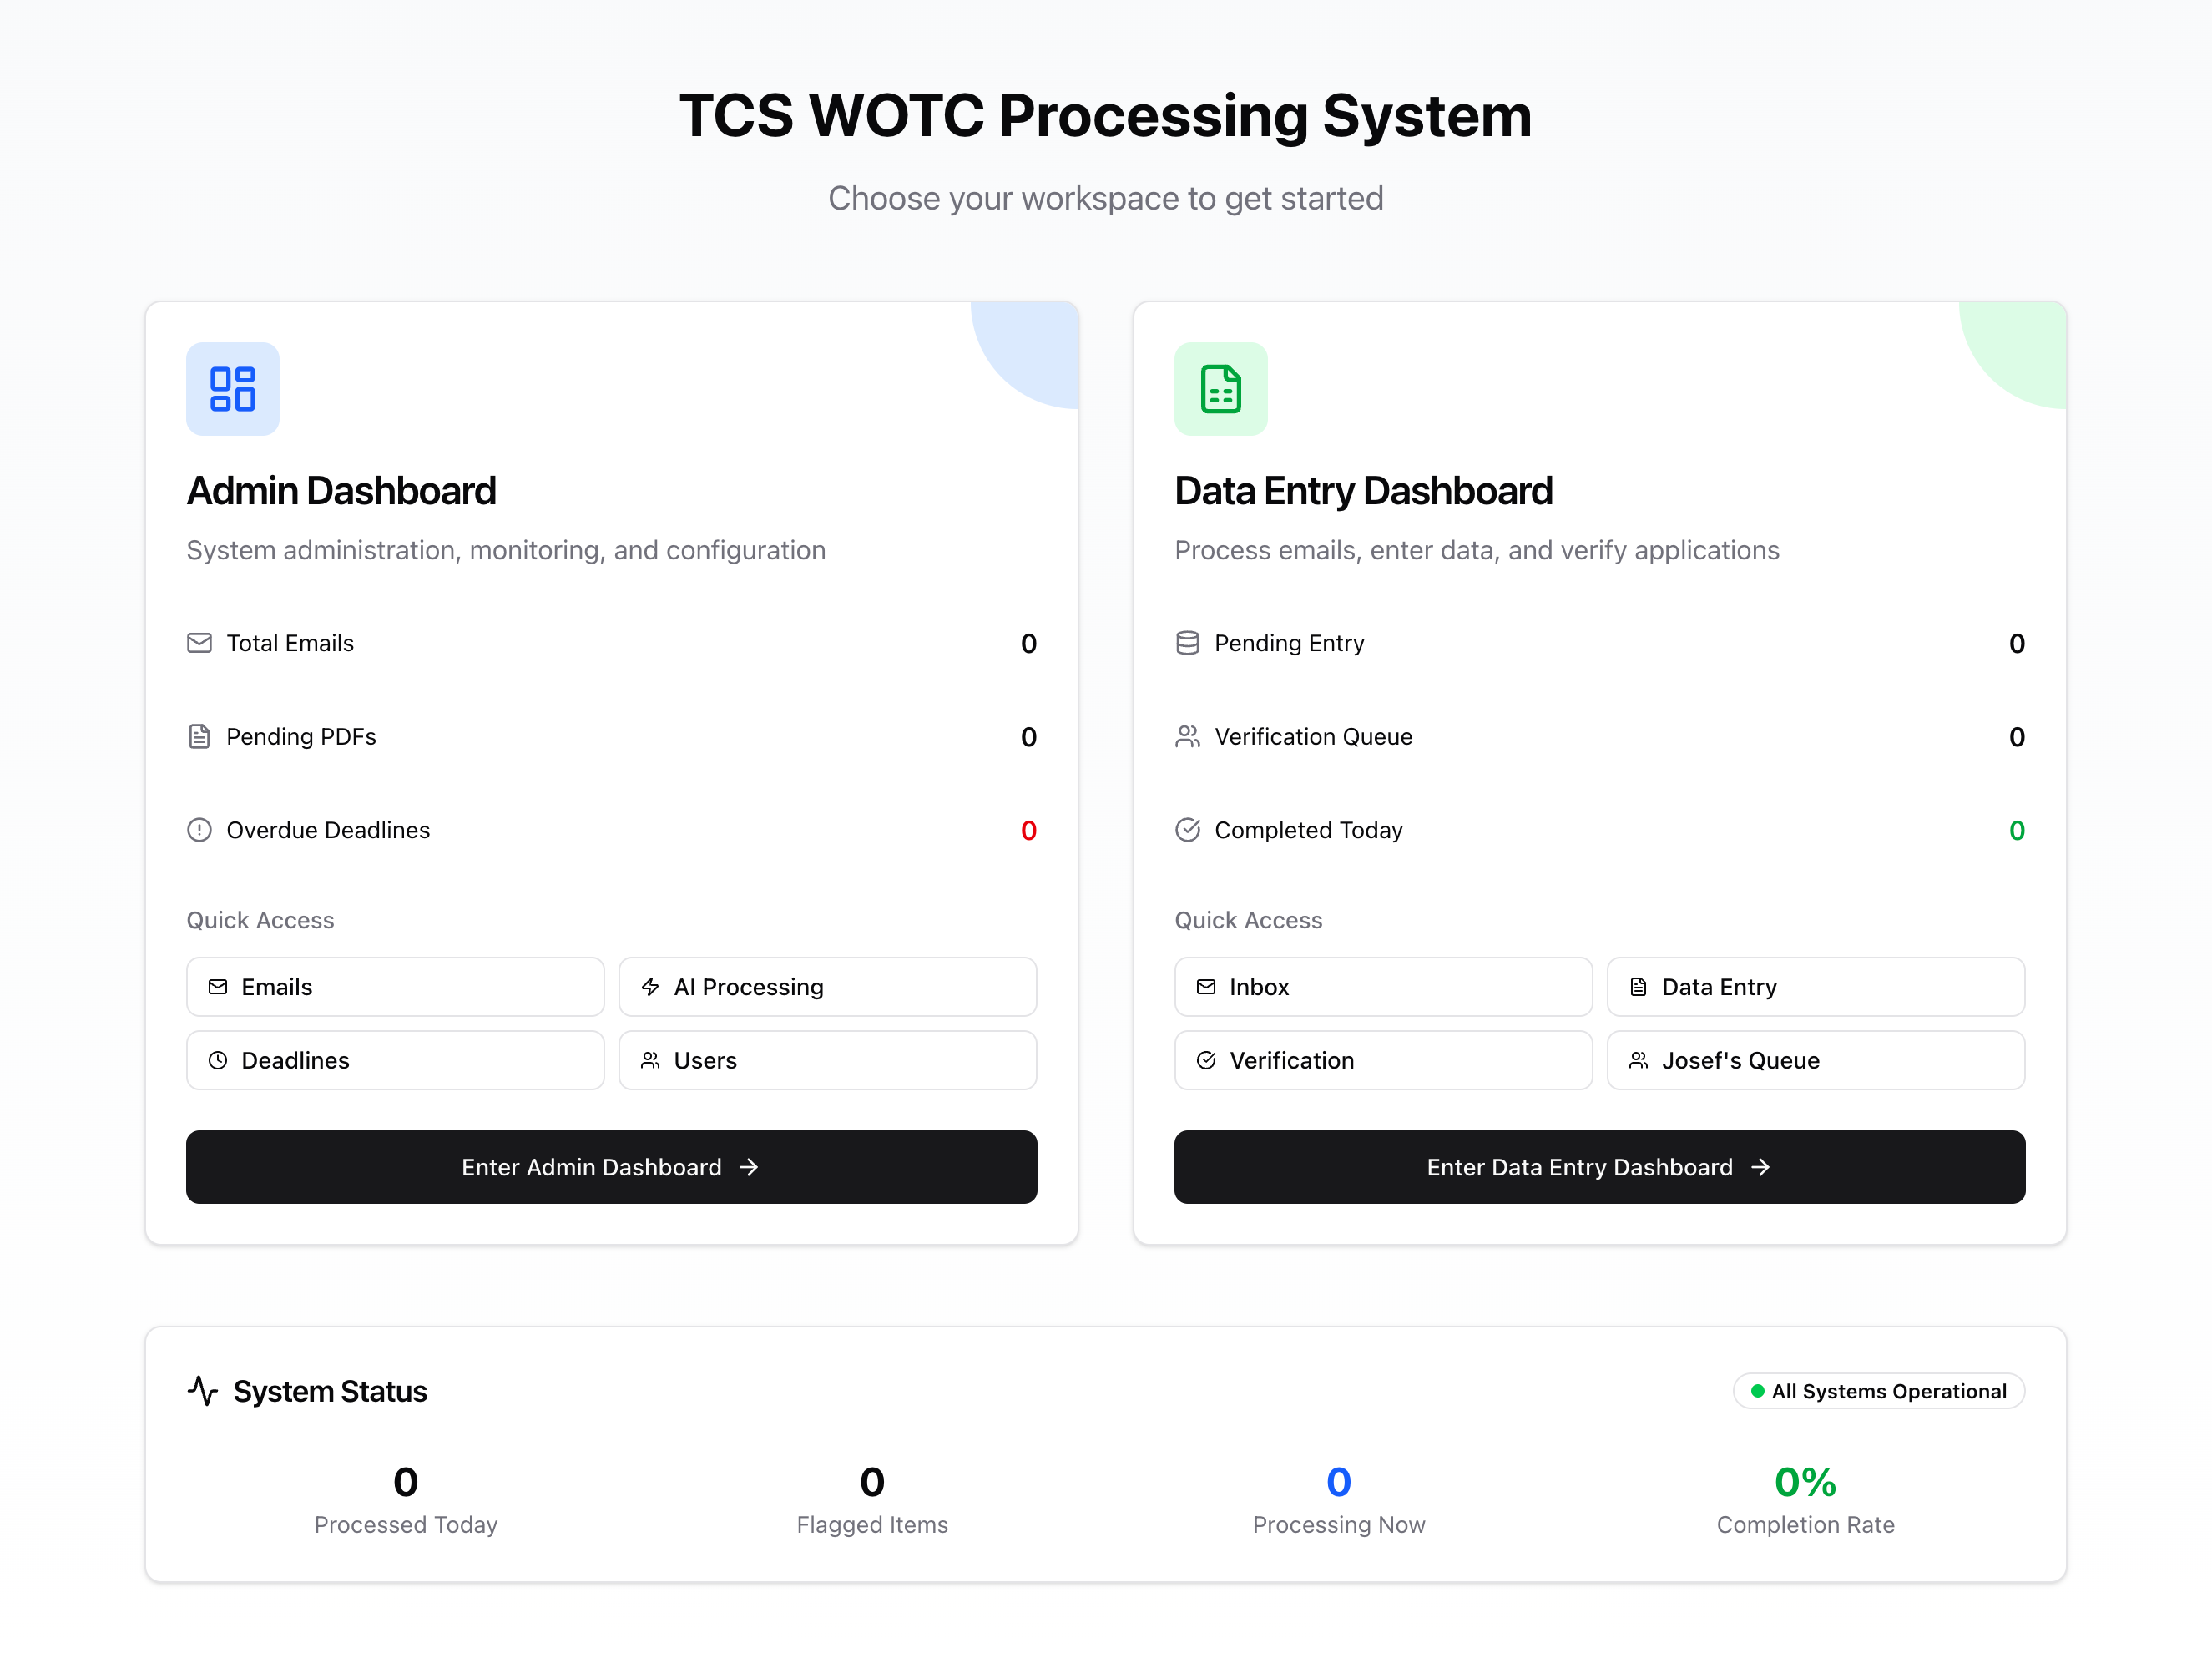 TCS WOTC Processing System
Choose your workspace to get started
Admin Dashboard
System administration, monitoring, and configuration
Total Emails 0
Pending PDFs 0
Overdue Deadlines 0
Quick Access
Emails
AI Processing
Deadlines
Users
Enter Admin Dashboard
Data Entry Dashboard
Process emails, enter data, and verify applications
Pending Entry 0
Verification Queue 0
Completed Today 0
Quick Access
Inbox
Data Entry
Verification
Josef's Queue
Enter Data Entry Dashboard
System Status
All Systems Operational
0
Processed Today
0
Flagged Items
0
Processing Now
0%
Completion Rate